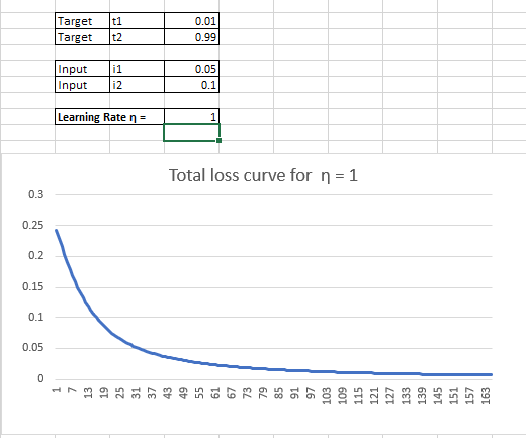 Target t1 0.01
Target t2 0.99
Input i1 0.05
Input i2 0.1
Learning Rate η = 1
Total loss curve for η = 1
0.3
0.25
0.2
0.15
0.1
0.05
0
1 7 13 19 25 31 37 43 49 55 61 67 73 79 85 91 97 103 109 115 121 127 133 139 145 151 157 163